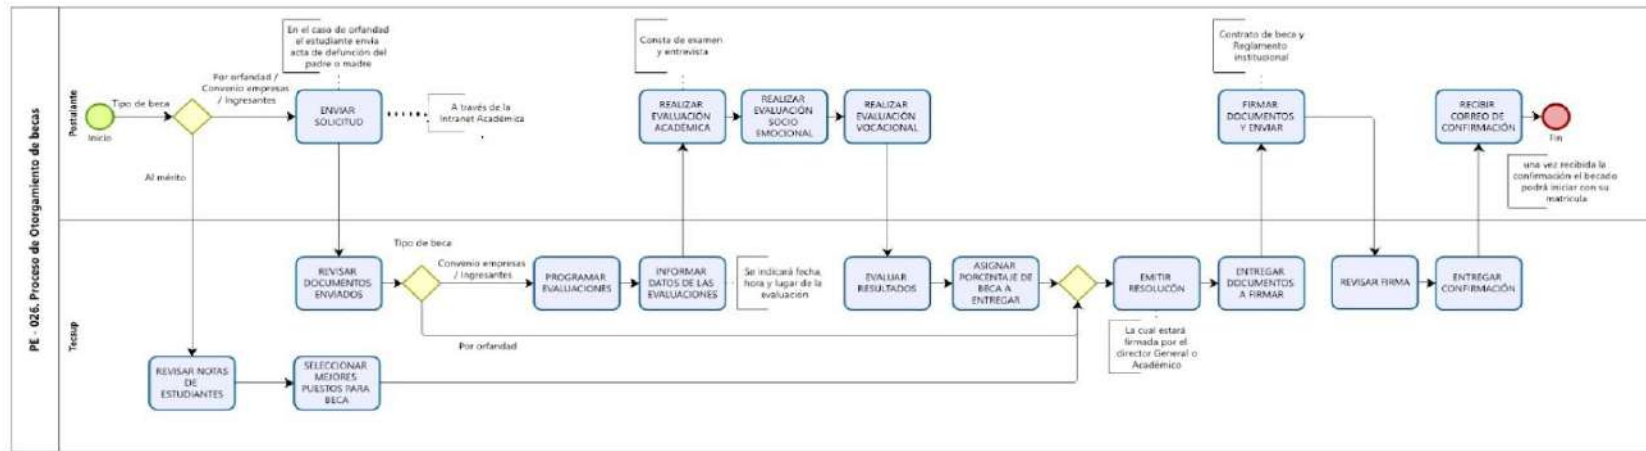 PE - 026. Proceso de Otorgamiento de becas
Postulante
Inicio
Tipo de beca
Por orfandad /
Convenio empresas
/ Ingresantes
Al mérito
En el caso de orfandad
el estudiante envia
acta de defunción del
padre o madre
ENVIAR
SOLICITUD
A través de la
Intranet Académica
Consta de examen
y entrevista
REALIZAR
EVALUACIÓN
ACADÉMICA
REALIZAR
EVALUACIÓN
SOCIO
EMOCIONAL
REALIZAR
EVALUACIÓN
VOCACIONAL
Contrato de beca y
Reglamento
institucional
FIRMAR
DOCUMENTOS
Y ENVIAR
RECIBIR
CORREO DE
CONFIRMACIÓN
Fin
una vez recibida la
confirmación el becado
podrá iniciar con su
matricula
Tecsup
REVISAR
DOCUMENTOS
ENVIADOS
Tipo de beca
Convenio empresas
/ Ingresantes
Por orfandad
PROGRAMAR
EVALUACIONES
INFORMAR
DATOS DE LAS
EVALUACIONES
Se indicará fecha,
hora y lugar de la
evaluación
EVALUAR
RESULTADOS
ASIGNAR
PORCENTAJE DE
BECA A
ENTREGAR
EMITIR
RESOLUCÓN
La cual estará
firmada por el
director General o
Académico
ENTREGAR
DOCUMENTOS
A FIRMAR
REVISAR FIRMA
ENTREGAR
CONFIRMACIÓN
REVISAR NOTAS
DE
ESTUDIANTES
SELECCIONAR
MEJORES
PUESTOS PARA
BECA